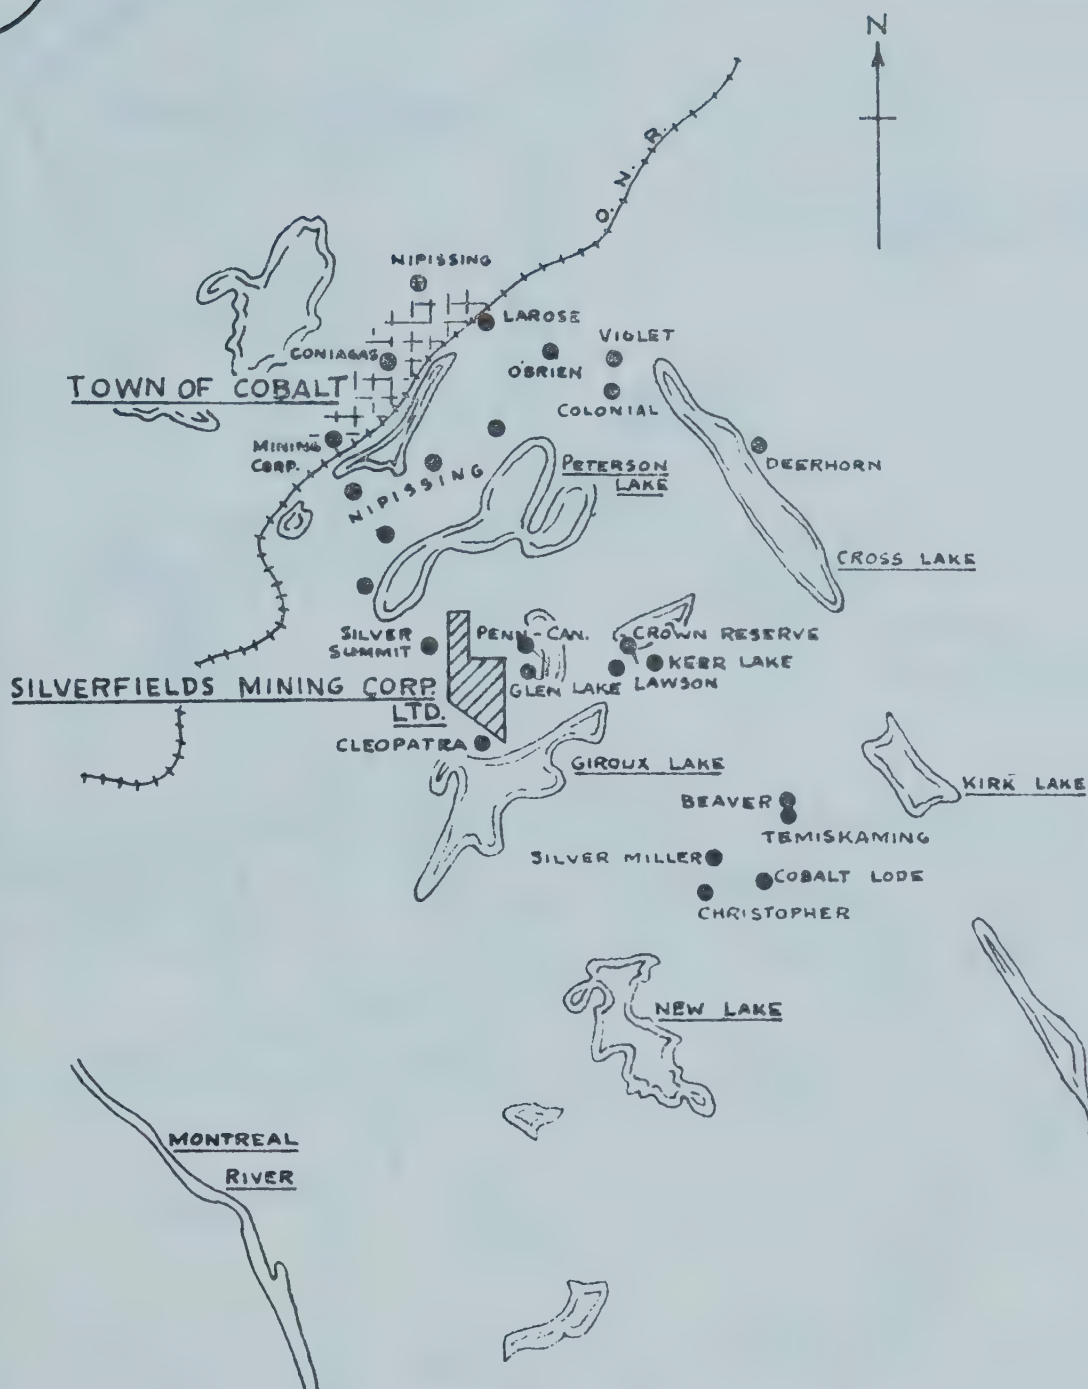 N
O. N. R.
NIPISSING
LAROSE
VIOLET
CONIAGAS
O'BRIEN
TOWN OF COBALT
COLONIAL
MINING
CORP.
PETERSON
LAKE
DEERHORN
NIPISSING
CROSS LAKE
SILVER
SUMMIT
PENN-CAN.
CROWN RESERVE
KERR LAKE
GLEN LAKE
LAWSON
SILVERFIELDS MINING CORP.
LTD.
CLEOPATRA
GIROUX LAKE
KIRK LAKE
BEAVER
TEMISKAMING
SILVER MILLER
COBALT LODE
CHRISTOPHER
NEW LAKE
MONTREAL
RIVER